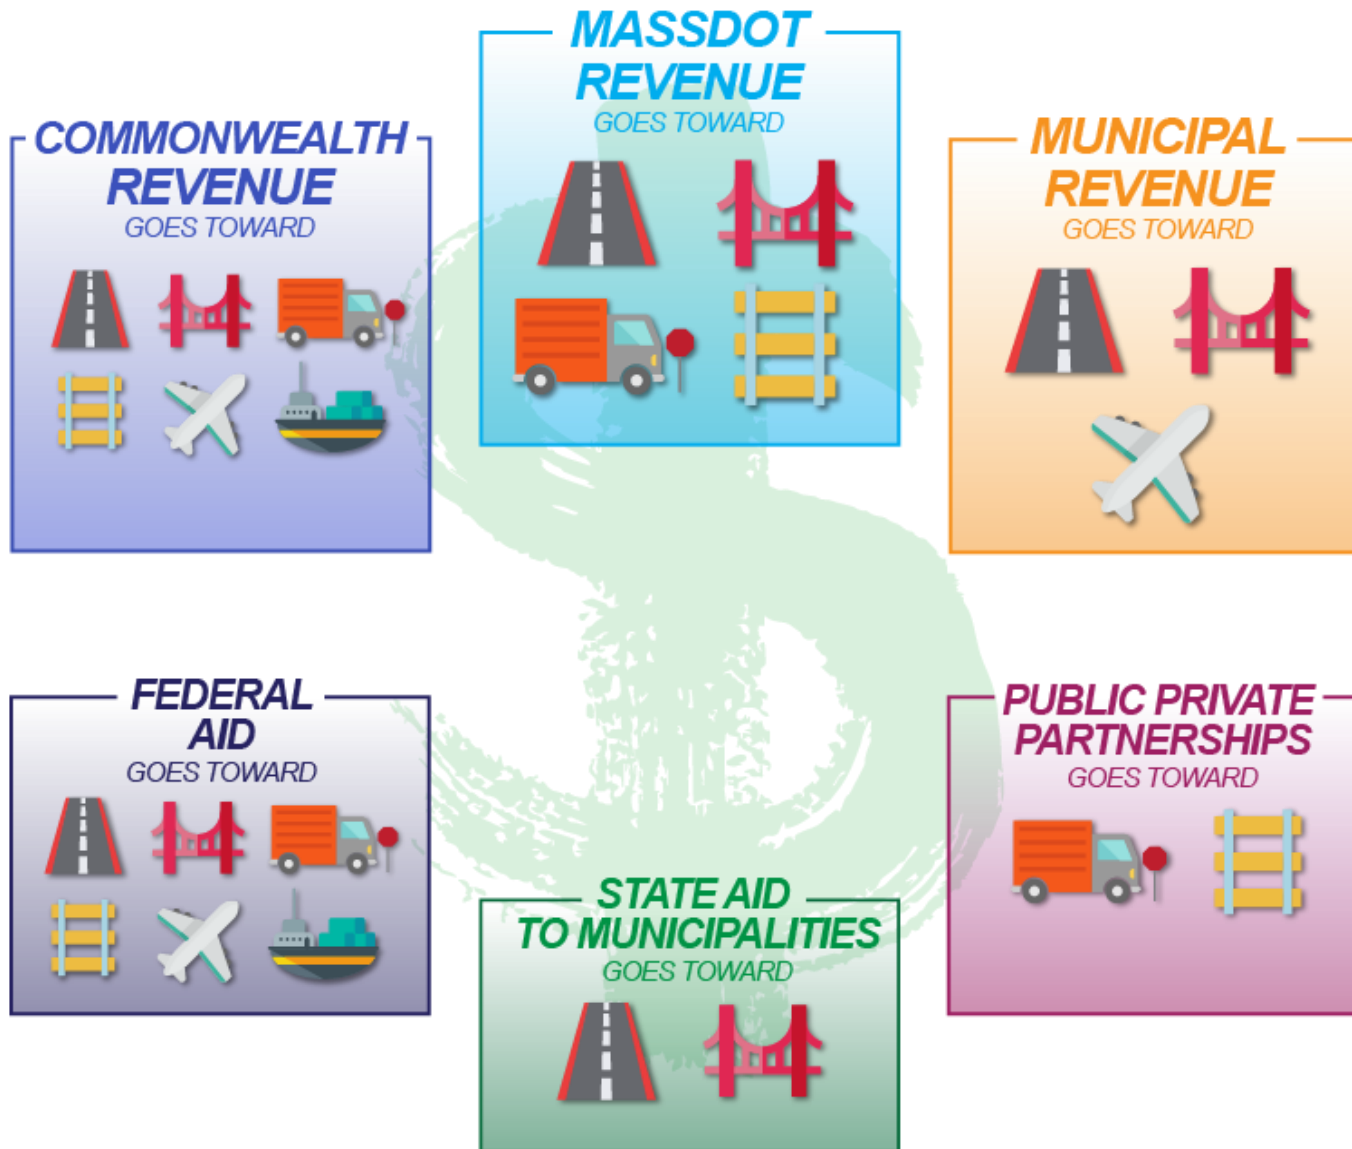 MASSDOT
REVENUE
GOES TOWARD
COMMONWEALTH
REVENUE
GOES TOWARD
MUNICIPAL
REVENUE
GOES TOWARD
FEDERAL
AID
GOES TOWARD
STATE AID
TO MUNICIPALITIES
GOES TOWARD
PUBLIC PRIVATE
PARTNERSHIPS
GOES TOWARD